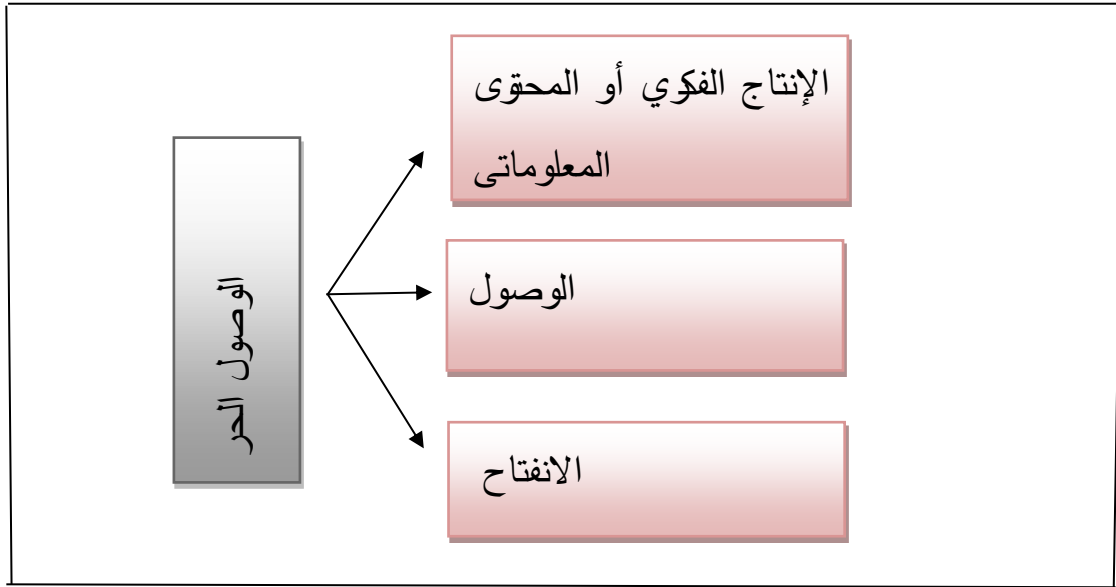 الوصول الحر
الإنتاج الفكري أو المحتوى
المعلوماتى
الوصول
الانفتاح